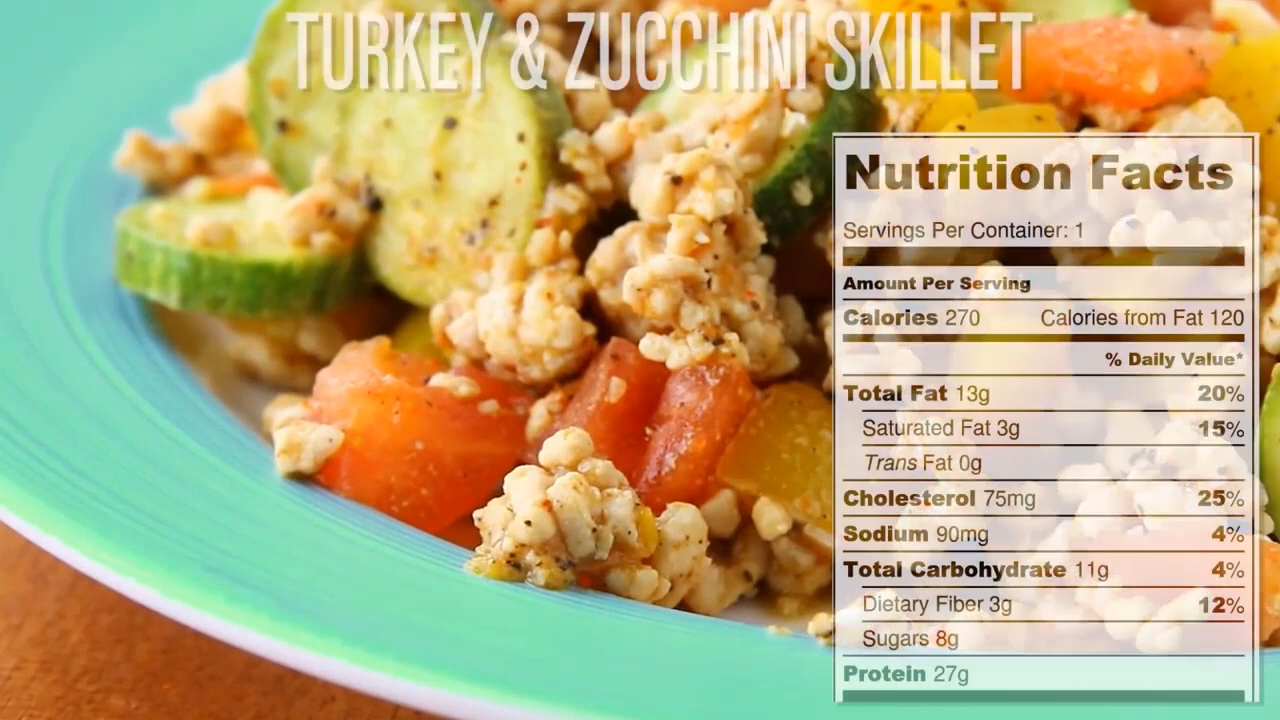 TURKEY & ZUCCHINI SKILLET
Nutrition Facts
Servings Per Container: 1
Amount Per Serving
Calories 270 Calories from Fat 120
% Daily Value*
Total Fat 13g 20%
Saturated Fat 3g 15%
Trans Fat 0g
Cholesterol 75mg 25%
Sodium 90mg 4%
Total Carbohydrate 11g 4%
Dietary Fiber 3g 12%
Sugars 8g
Protein 27g